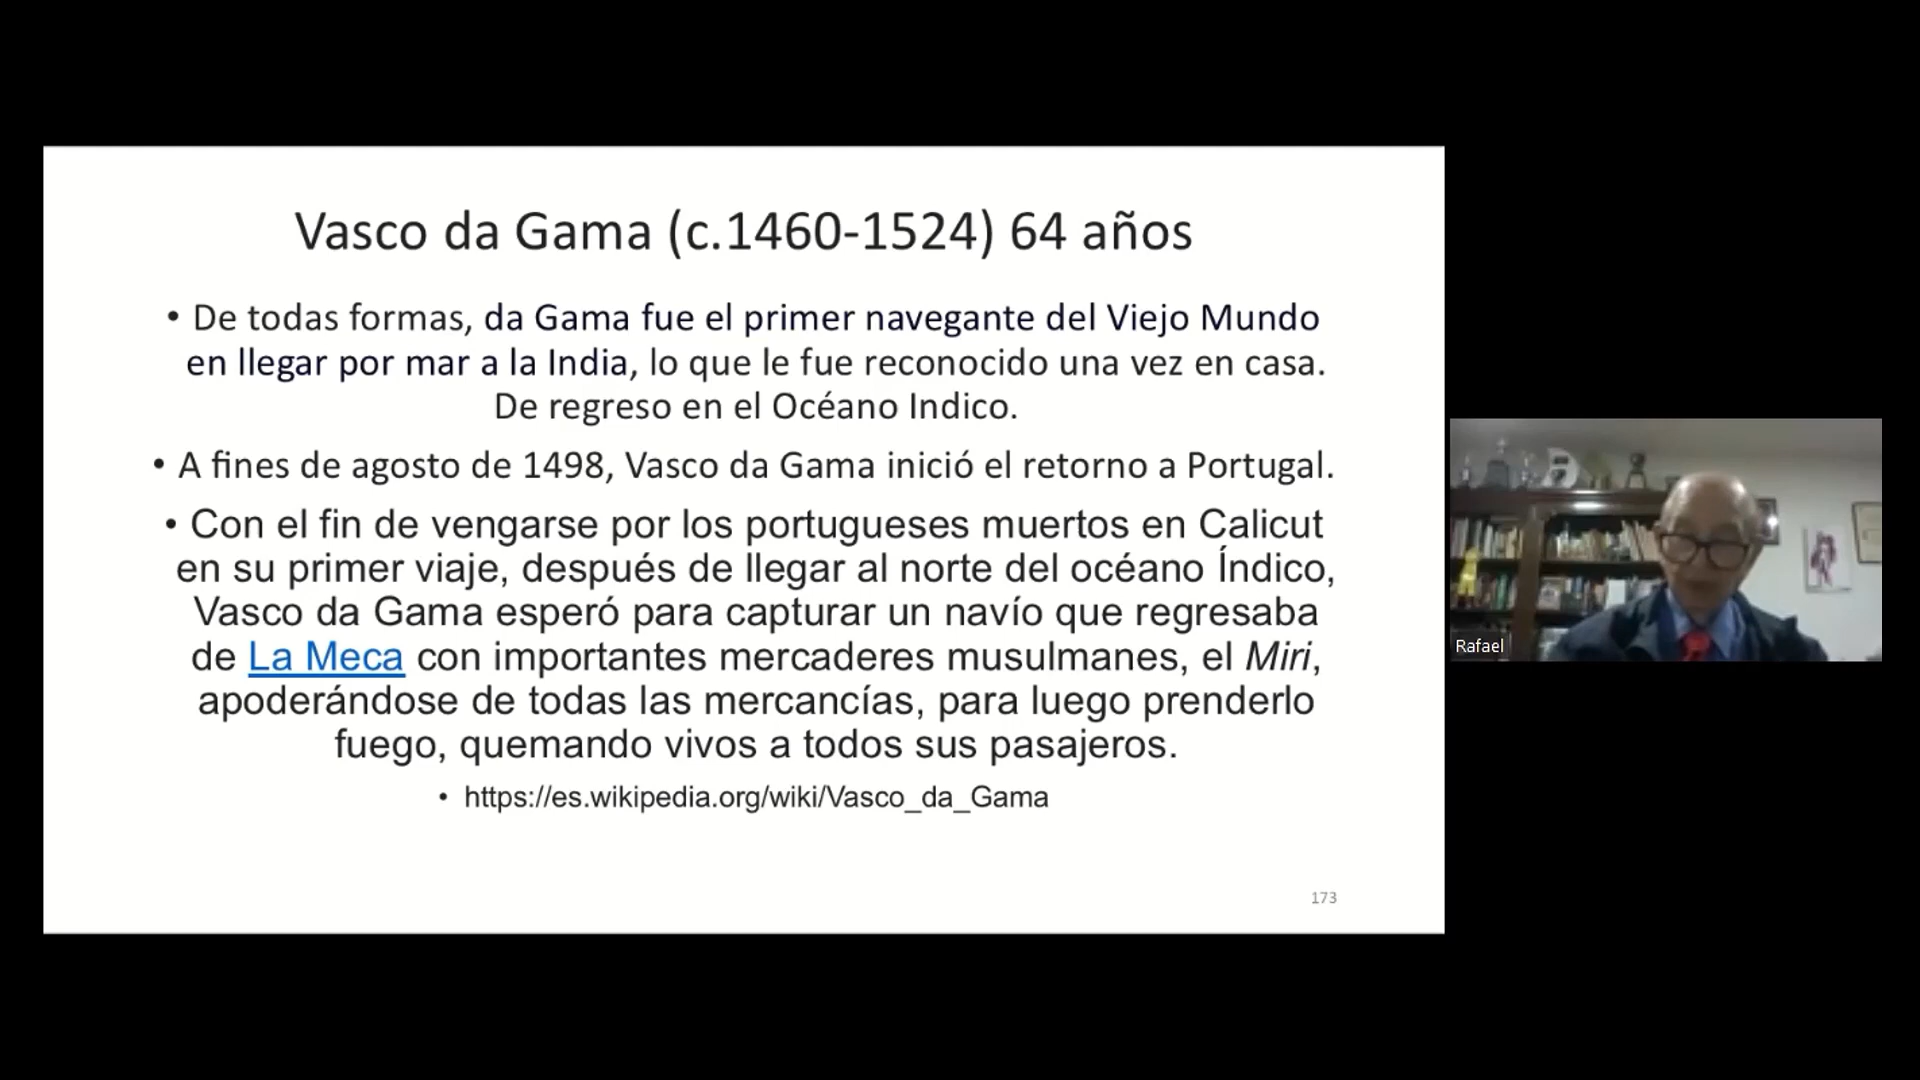 Vasco da Gama (c.1460-1524) 64 años
• De todas formas, da Gama fue el primer navegante del Viejo Mundo
en llegar por mar a la India, lo que le fue reconocido una vez en casa.
De regreso en el Océano Indico.
• A fines de agosto de 1498, Vasco da Gama inició el retorno a Portugal.
• Con el fin de vengarse por los portugueses muertos en Calicut
en su primer viaje, después de llegar al norte del océano Índico,
Vasco da Gama esperó para capturar un navío que regresaba
de La Meca con importantes mercaderes musulmanes, el Miri,
apoderándose de todas las mercancías, para luego prenderlo
fuego, quemando vivos a todos sus pasajeros.
• https://es.wikipedia.org/wiki/Vasco_da_Gama
173
Rafael